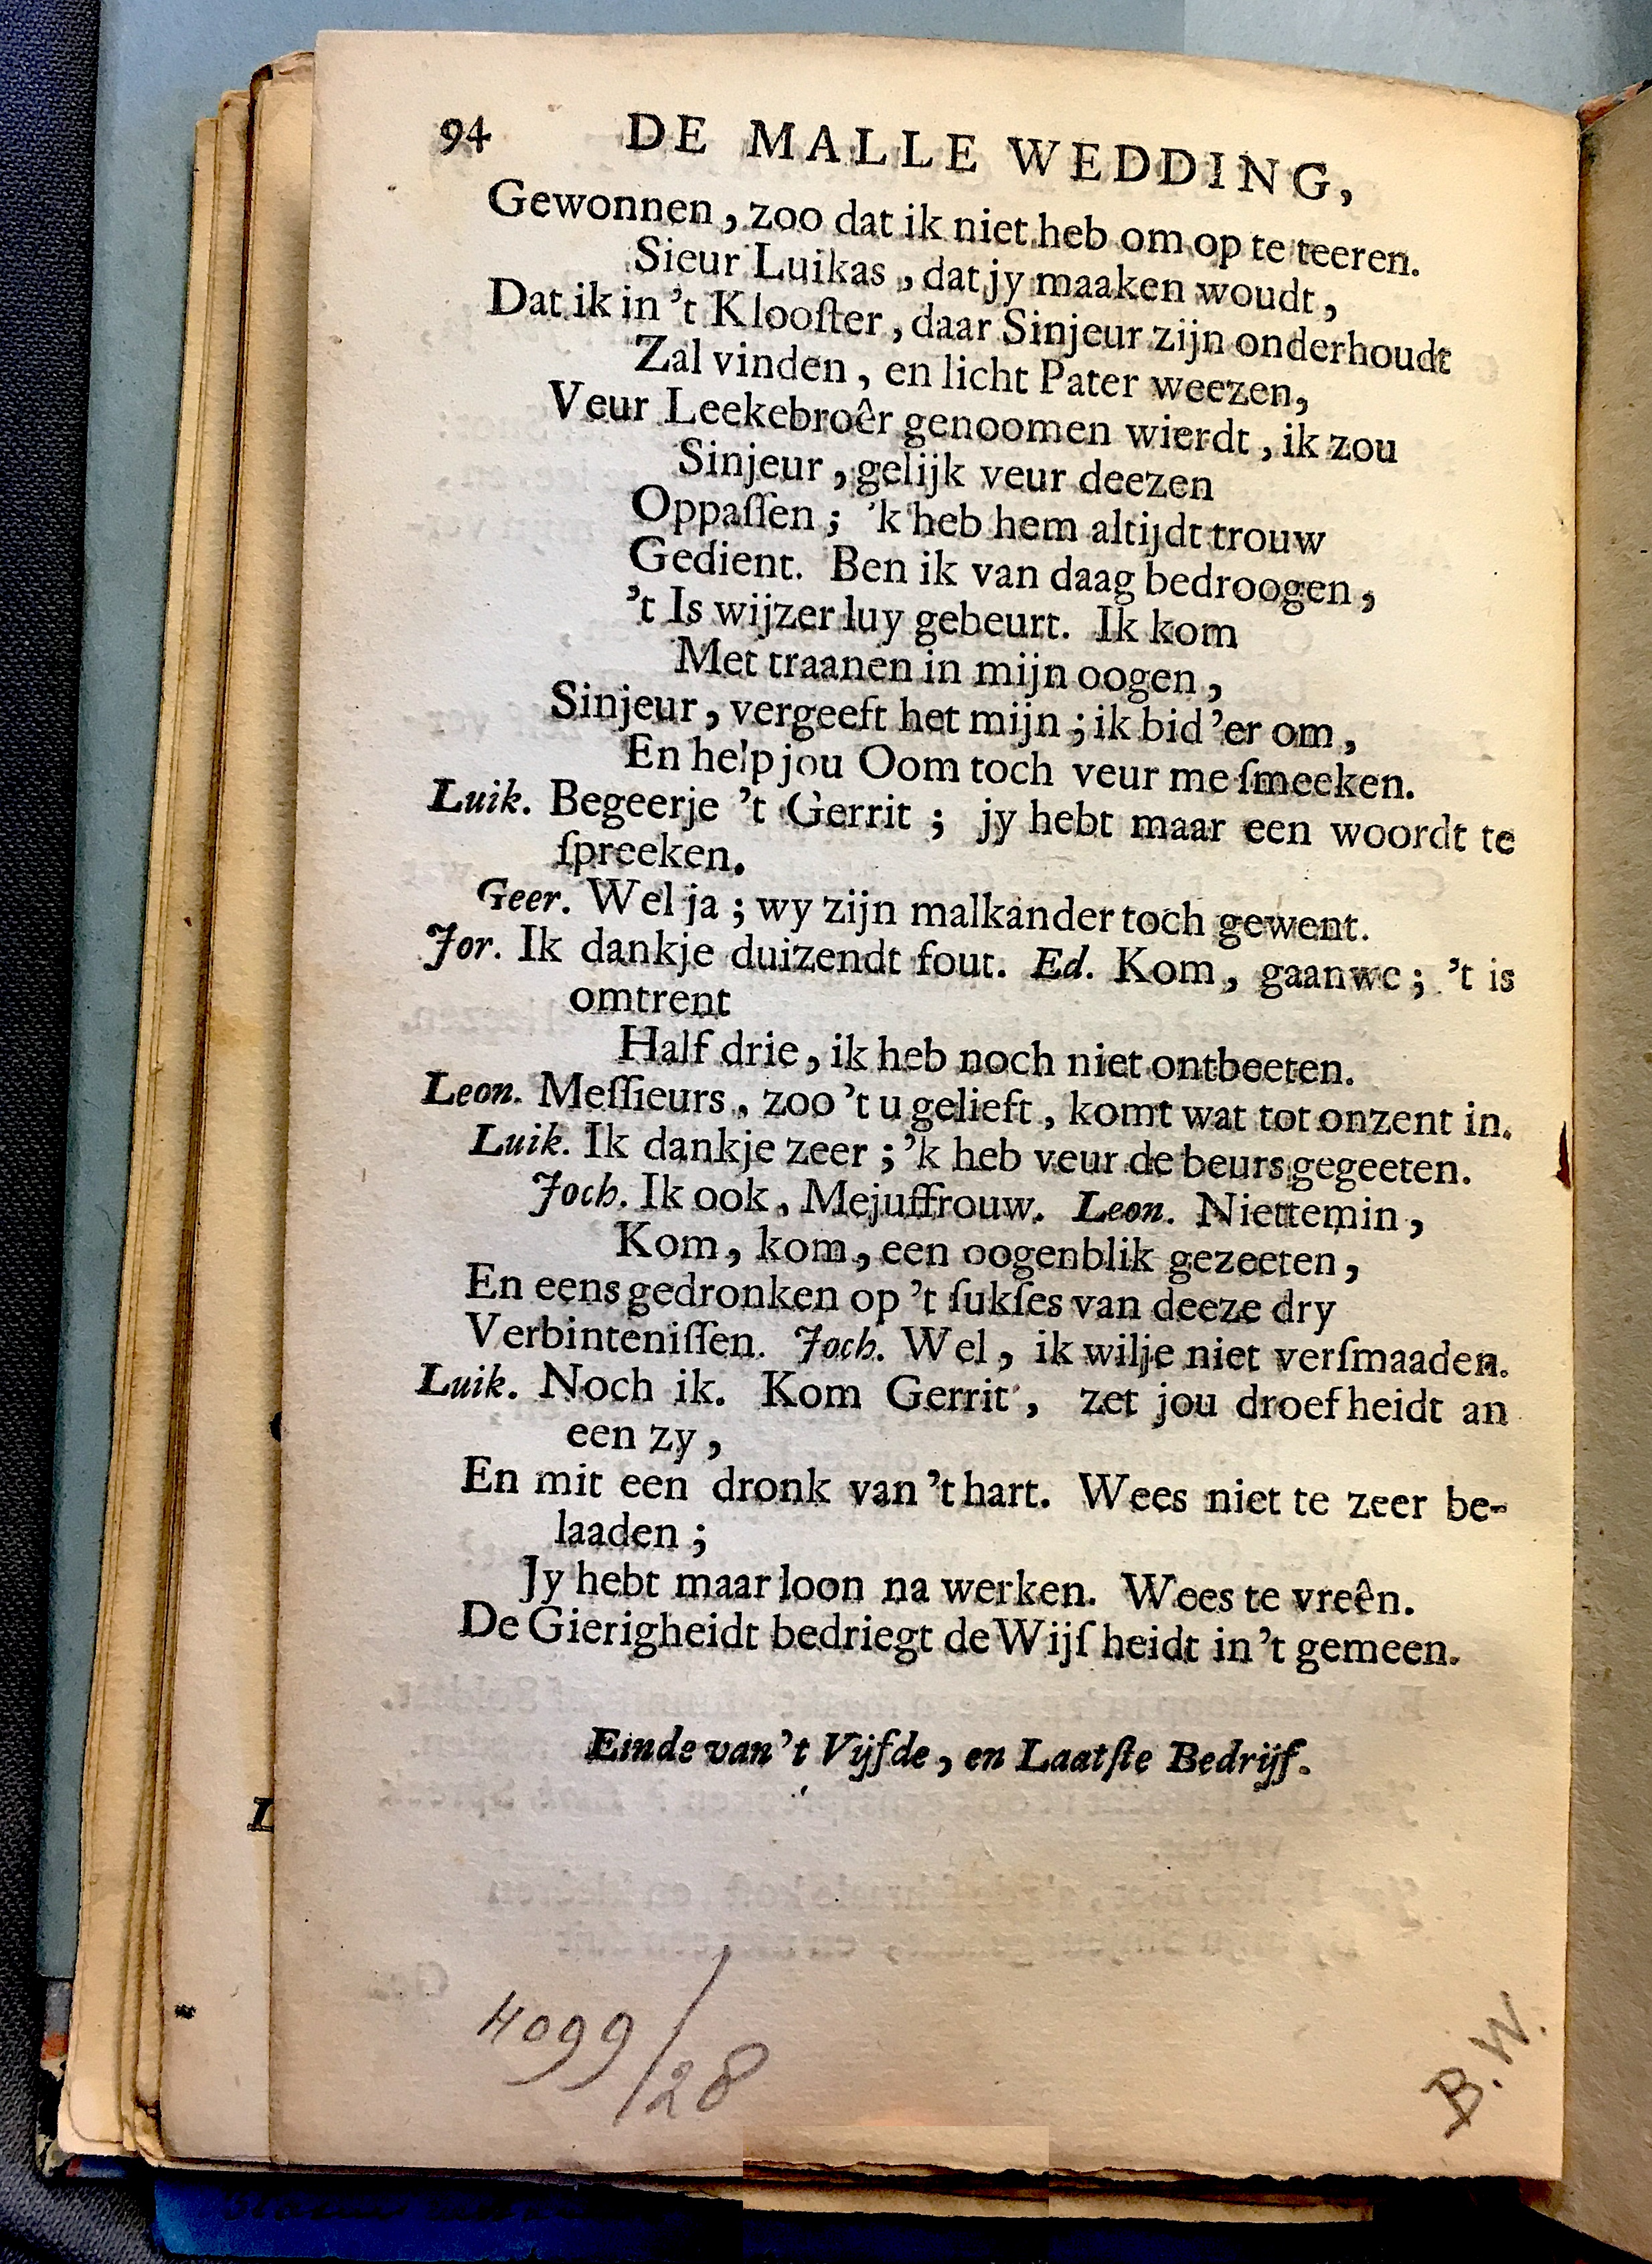 94 DE MALLE WEDDING,
Gewonnen, zoo dat ik niet heb om op te teeren.
Sieur Luikas, dat jy maaken woudt,
Dat ik in 't Klooſter, daar Sinjeur zijn onderhoudt
Zal vinden, en licht Pater weezen,
Veur Leekebroêr genoomen wierdt, ik zou
Sinjeur, gelijk veur deezen
Oppaſſen; 'k heb hem altijdt trouw
Gedient. Ben ik van daag bedroogen,
't Is wijzer luy gebeurt. Ik kom
Met traanen in mijn oogen,
Sinjeur, vergeeft het mijn; ik bid 'er om,
En help jou Oom toch veur me ſmeeken.
Luik. Begeerje 't Gerrit; jy hebt maar een woordt te
ſpreeken.
Geer. Wel ja; wy zijn malkander toch gewent.
Jor. Ik dankje duizendt fout. Ed. Kom, gaanwe; 't is
omtrent
Half drie, ik heb noch niet ontbeeten.
Leon. Meſſieurs, zoo 't u gelieft, komt wat tot onzent in.
Luik. Ik dankje zeer; 'k heb veur de beurs gegeeten.
Joch. Ik ook, Mejuffrouw. Leon. Niettemin,
Kom, kom, een oogenblik gezeeten,
En eens gedronken op 't ſukſes van deeze dry
Verbinteniſſen. Joch. Wel, ik wilje niet verſmaaden.
Luik. Noch ik. Kom Gerrit, zet jou droefheidt an
een zy,
En mit een dronk van 't hart. Wees niet te zeer be-
laaden;
Jy hebt maar loon na werken. Wees te vreên.
De Gierigheidt bedriegt de Wijſheidt in 't gemeen.
Einde van 't Vijfde, en Laatſte Bedrijf.
L
4099/28
B.W.